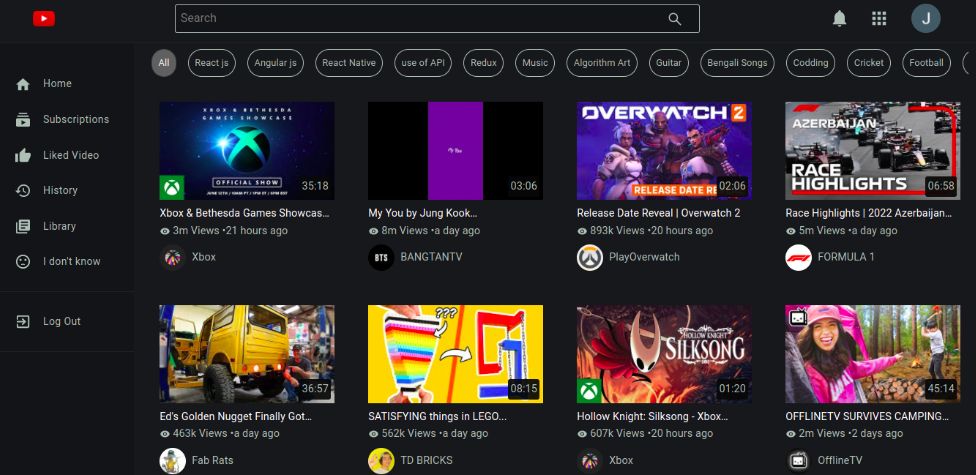 Search
J
All
React js
Angular js
React Native
use of API
Redux
Music
Algorithm Art
Guitar
Bengali Songs
Codding
Cricket
Football
Home
Subscriptions
Liked Video
History
Library
I don't know
Log Out
XBOX & BETHESDA
GAMES SHOWCASE
OFFICIAL SHOW
35:18
Xbox & Bethesda Games Showcas...
3m Views •21 hours ago
Xbox
My You
03:06
My You by Jung Kook...
8m Views •a day ago
BTS
BANGTANTV
OVERWATCH 2
RELEASE DATE RE
02:06
Release Date Reveal | Overwatch 2
893k Views •20 hours ago
PlayOverwatch
AZERBAIJAN
RACE
HIGHLIGHTS
06:58
Race Highlights | 2022 Azerbaijan...
5m Views •a day ago
FORMULA 1
36:57
Ed's Golden Nugget Finally Got...
463k Views •a day ago
Fab Rats
???
08:15
SATISFYING things in LEGO...
562k Views •a day ago
TD BRICKS
HOLLOW KNIGHT
SILKSONG
01:20
Hollow Knight: Silksong - Xbox...
607k Views •20 hours ago
Xbox
45:14
OFFLINETV SURVIVES CAMPING...
2m Views •2 days ago
OfflineTV